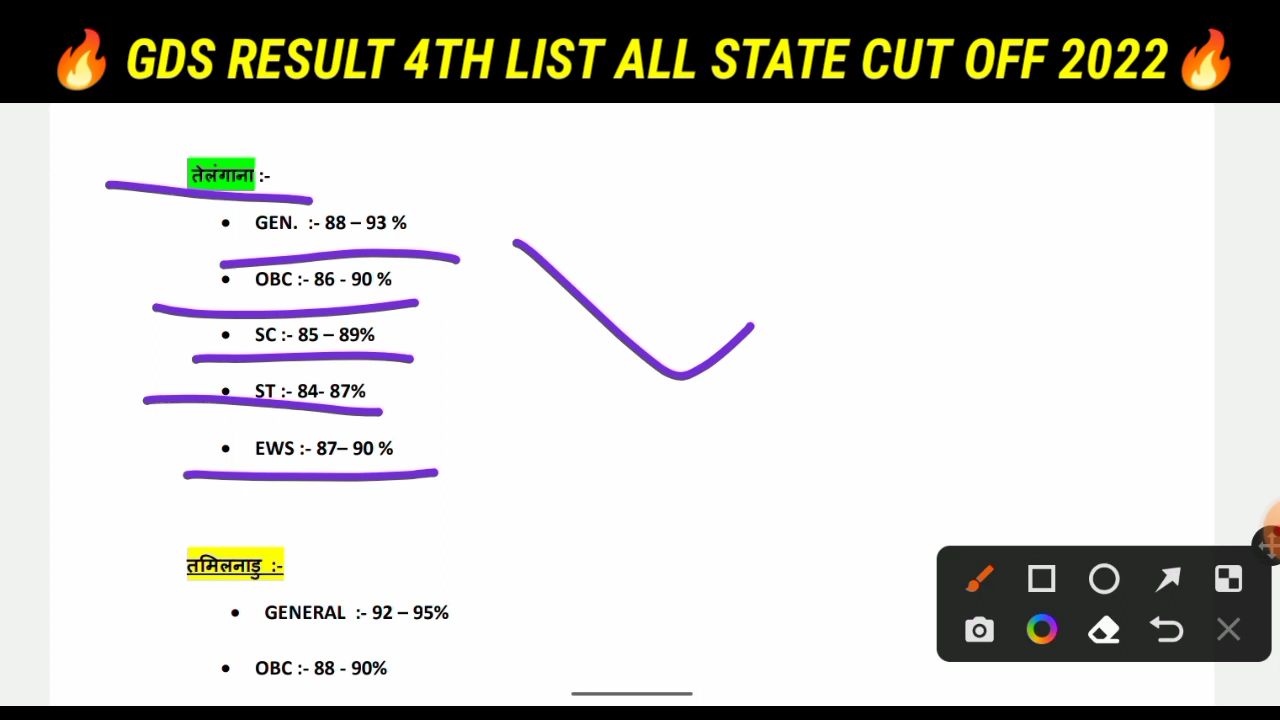 🔥 GDS RESULT 4TH LIST ALL STATE CUT OFF 2022 🔥
तेलंगाना :-
• GEN. :- 88 – 93 %
• OBC :- 86 - 90 %
• SC :- 85 – 89%
• ST :- 84- 87%
• EWS :- 87– 90 %
तमिलनाडु :-
• GENERAL :- 92 – 95%
• OBC :- 88 - 90%